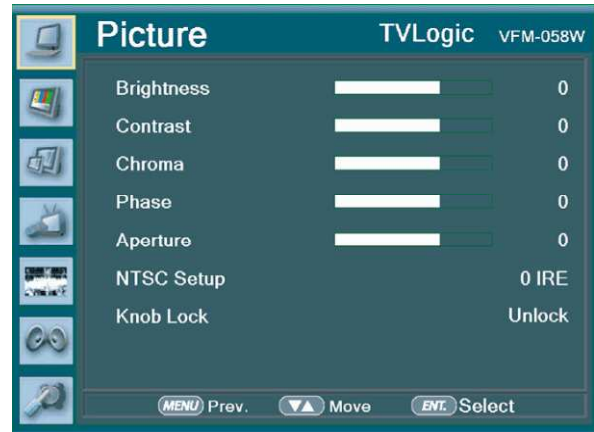 Picture TVLogic VFM-058W
Brightness 0
Contrast 0
Chroma 0
Phase 0
Aperture 0
NTSC Setup 0 IRE
Knob Lock Unlock
MENU Prev. ▼▲ Move ENT. Select